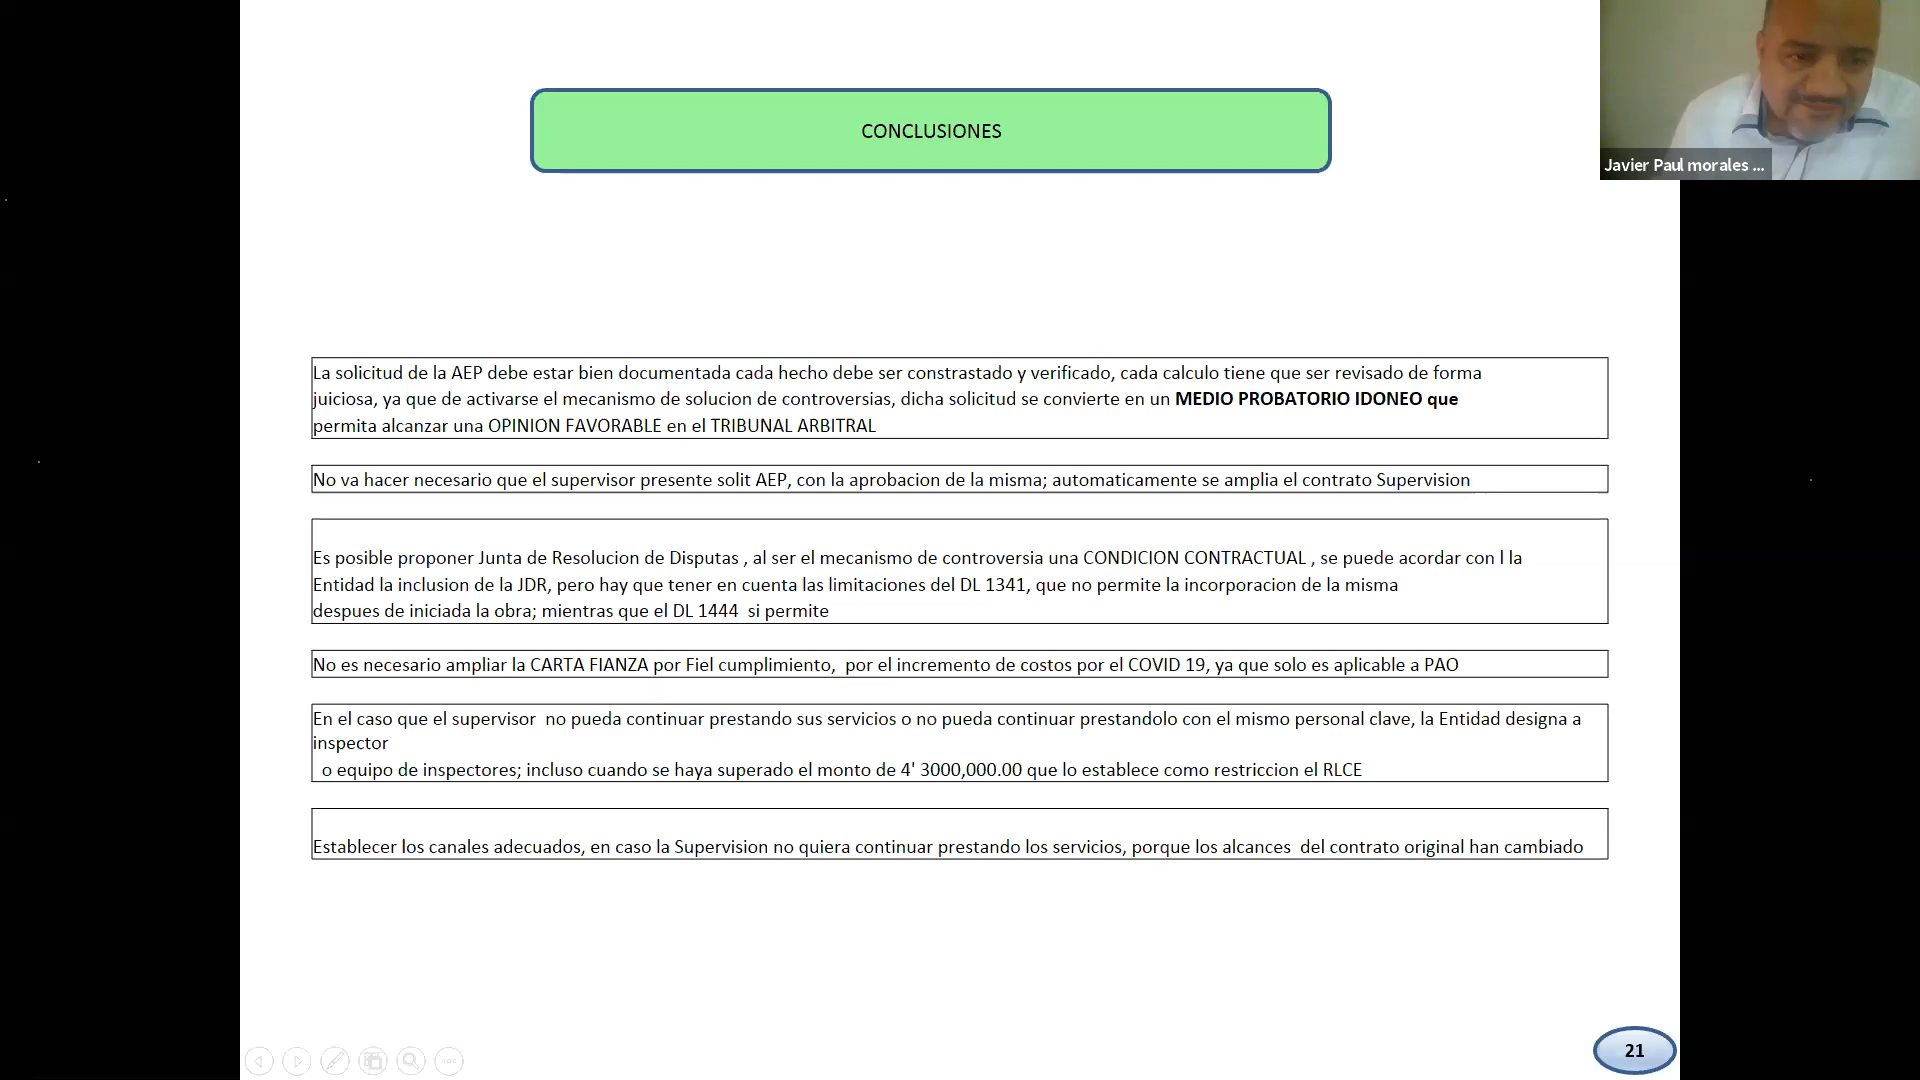 CONCLUSIONES
Javier Paul morales ...
La solicitud de la AEP debe estar bien documentada cada hecho debe ser constrastado y verificado, cada calculo tiene que ser revisado de forma
juiciosa, ya que de activarse el mecanismo de solucion de controversias, dicha solicitud se convierte en un MEDIO PROBATORIO IDONEO que
permita alcanzar una OPINION FAVORABLE en el TRIBUNAL ARBITRAL
No va hacer necesario que el supervisor presente solit AEP, con la aprobacion de la misma; automaticamente se amplia el contrato Supervision
Es posible proponer Junta de Resolucion de Disputas , al ser el mecanismo de controversia una CONDICION CONTRACTUAL , se puede acordar con l la
Entidad la inclusion de la JDR, pero hay que tener en cuenta las limitaciones del DL 1341, que no permite la incorporacion de la misma
despues de iniciada la obra; mientras que el DL 1444 si permite
No es necesario ampliar la CARTA FIANZA por Fiel cumplimiento, por el incremento de costos por el COVID 19, ya que solo es aplicable a PAO
En el caso que el supervisor no pueda continuar prestando sus servicios o no pueda continuar prestandolo con el mismo personal clave, la Entidad designa a
inspector
o equipo de inspectores; incluso cuando se haya superado el monto de 4' 3000,000.00 que lo establece como restriccion el RLCE
Establecer los canales adecuados, en caso la Supervision no quiera continuar prestando los servicios, porque los alcances del contrato original han cambiado
21